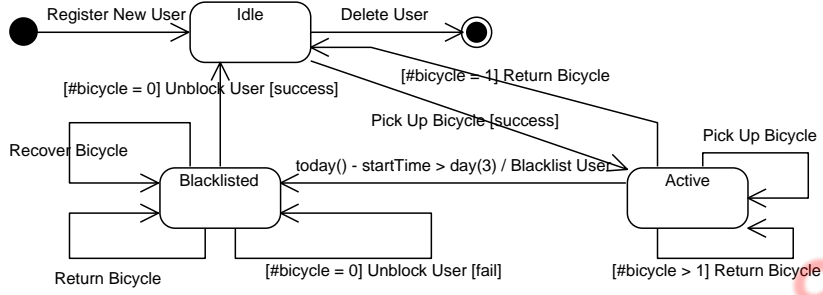 Register New User
Idle
Delete User
[#bicycle = 0] Unblock User [success]
[#bicycle = 1] Return Bicycle
Pick Up Bicycle [success]
Pick Up Bicycle
Recover Bicycle
Blacklisted
today() - startTime > day(3) / Blacklist User
Active
Return Bicycle
[#bicycle = 0] Unblock User [fail]
[#bicycle > 1] Return Bicycle